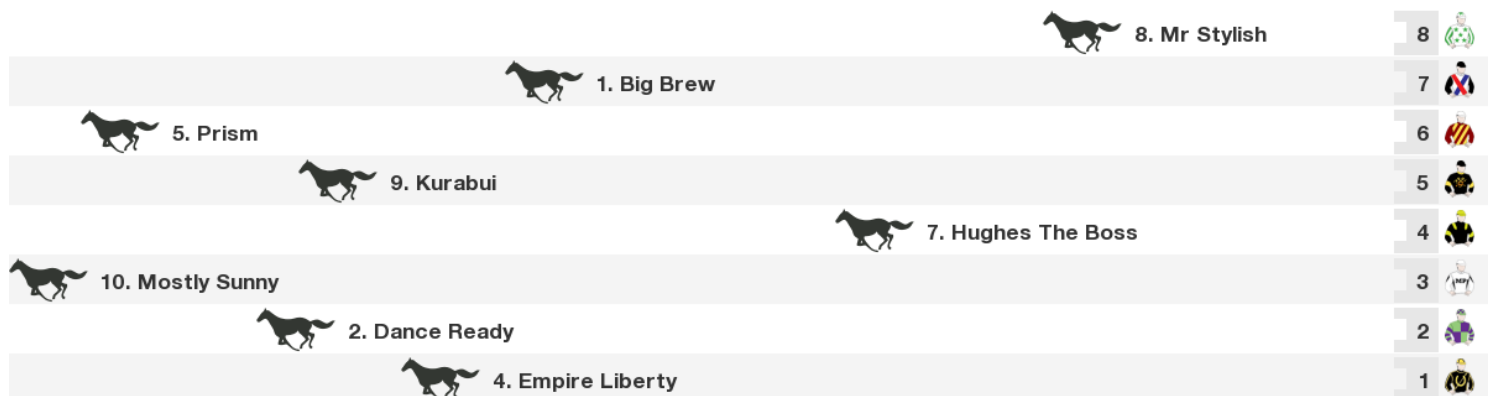 8. Mr Stylish 8
1. Big Brew 7
5. Prism 6
9. Kurabui 5
7. Hughes The Boss 4
10. Mostly Sunny 3
2. Dance Ready 2
4. Empire Liberty 1